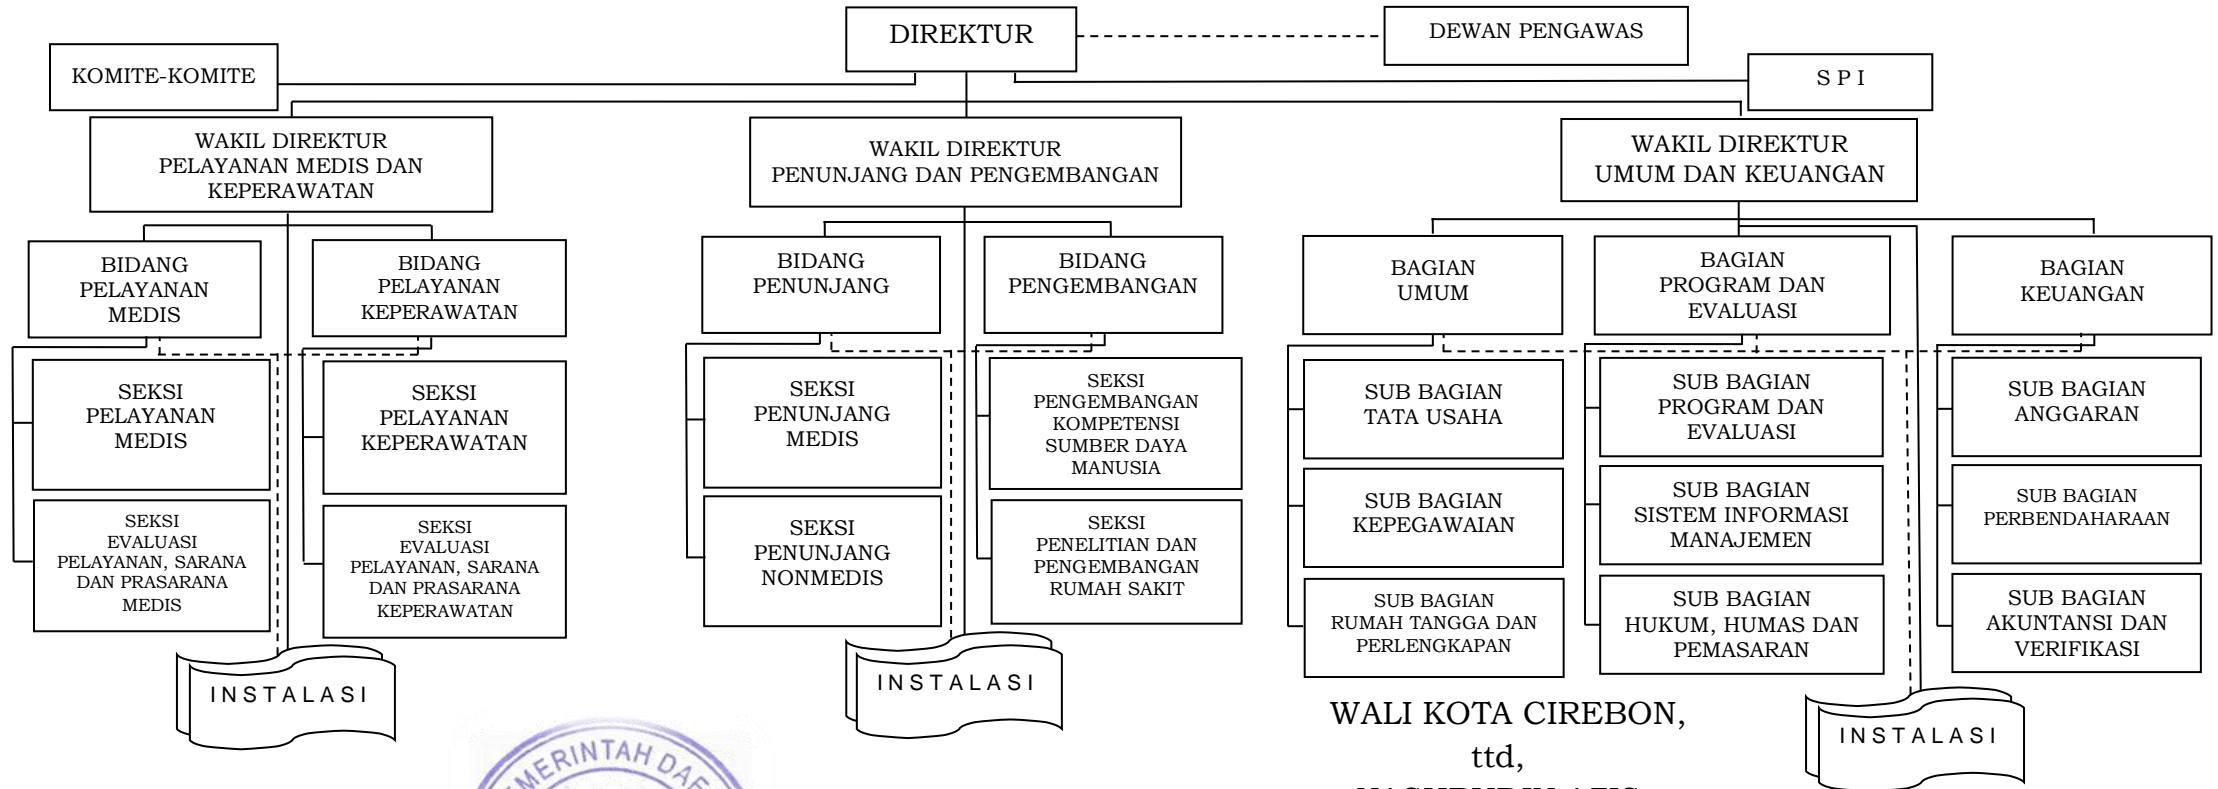 DIREKTUR
DEWAN PENGAWAS
KOMITE-KOMITE
S P I
WAKIL DIREKTUR
PELAYANAN MEDIS DAN
KEPERAWATAN
WAKIL DIREKTUR
PENUNJANG DAN PENGEMBANGAN
WAKIL DIREKTUR
UMUM DAN KEUANGAN
BIDANG
PELAYANAN
MEDIS
BIDANG
PELAYANAN
KEPERAWATAN
BIDANG
PENUNJANG
BIDANG
PENGEMBANGAN
BAGIAN
UMUM
BAGIAN
PROGRAM DAN
EVALUASI
BAGIAN
KEUANGAN
SEKSI
PELAYANAN
MEDIS
SEKSI
PELAYANAN
KEPERAWATAN
SEKSI
PENUNJANG
MEDIS
SEKSI
PENGEMBANGAN
KOMPETENSI
SUMBER DAYA
MANUSIA
SUB BAGIAN
TATA USAHA
SUB BAGIAN
PROGRAM DAN
EVALUASI
SUB BAGIAN
ANGGARAN
SEKSI
EVALUASI
PELAYANAN, SARANA
DAN PRASARANA
MEDIS
SEKSI
EVALUASI
PELAYANAN, SARANA
DAN PRASARANA
KEPERAWATAN
SEKSI
PENUNJANG
NONMEDIS
SEKSI
PENELITIAN DAN
PENGEMBANGAN
RUMAH SAKIT
SUB BAGIAN
KEPEGAWAIAN
SUB BAGIAN
SISTEM INFORMASI
MANAJEMEN
SUB BAGIAN
PERBENDAHARAAN
SUB BAGIAN
RUMAH TANGGA DAN
PERLENGKAPAN
SUB BAGIAN
HUKUM, HUMAS DAN
PEMASARAN
SUB BAGIAN
AKUNTANSI DAN
VERIFIKASI
INSTALASI
INSTALASI
INSTALASI
WALI KOTA CIREBON,
ttd,